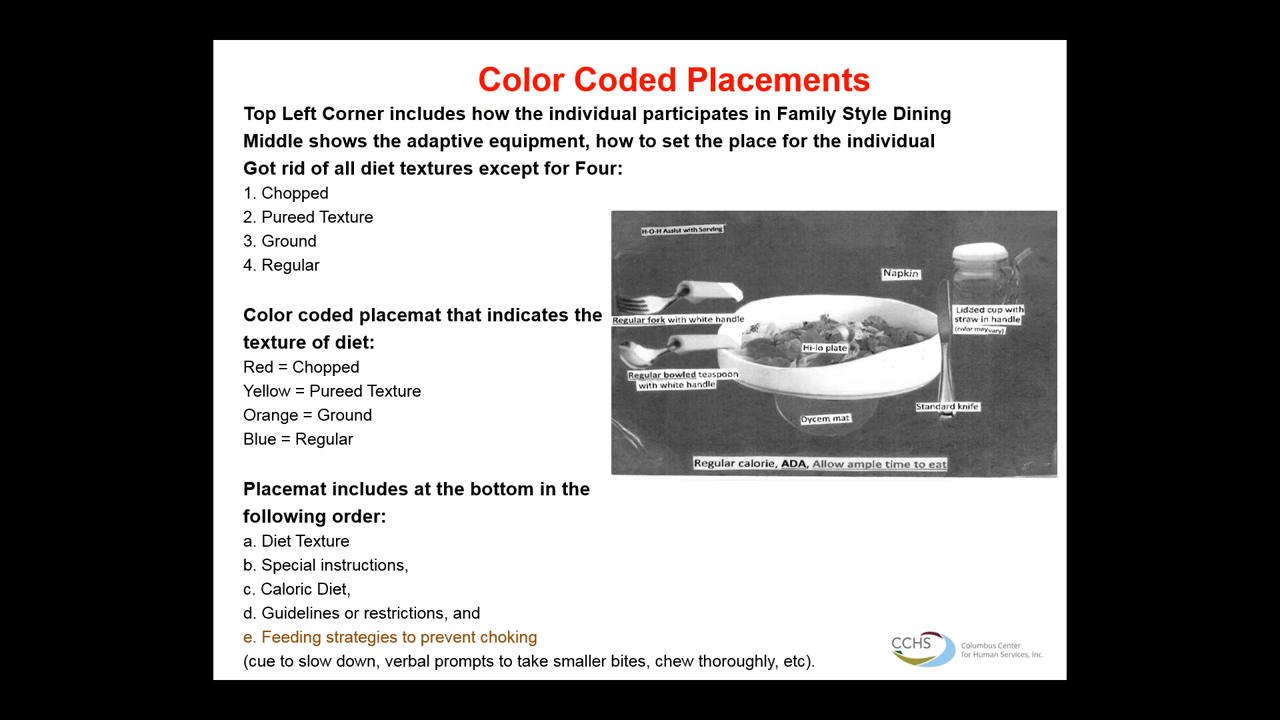 Color Coded Placements
Top Left Corner includes how the individual participates in Family Style Dining
Middle shows the adaptive equipment, how to set the place for the individual
Got rid of all diet textures except for Four:
1. Chopped
2. Pureed Texture
3. Ground
4. Regular
Color coded placemat that indicates the
texture of diet:
Red = Chopped
Yellow = Pureed Texture
Orange = Ground
Blue = Regular
Placemat includes at the bottom in the
following order:
a. Diet Texture
b. Special instructions,
c. Caloric Diet,
d. Guidelines or restrictions, and
e. Feeding strategies to prevent choking
(cue to slow down, verbal prompts to take smaller bites, chew thoroughly, etc).
H-O-H Assist with Serving
Napkin
Lidded cup with
straw in handle
(color may vary)
Regular fork with white handle
Hi-lo plate
Regular bowled teaspoon
with white handle
Standard knife
Dycem mat
Regular calorie, ADA, Allow ample time to eat
CCHS
Columbus Center
for Human Services, Inc.